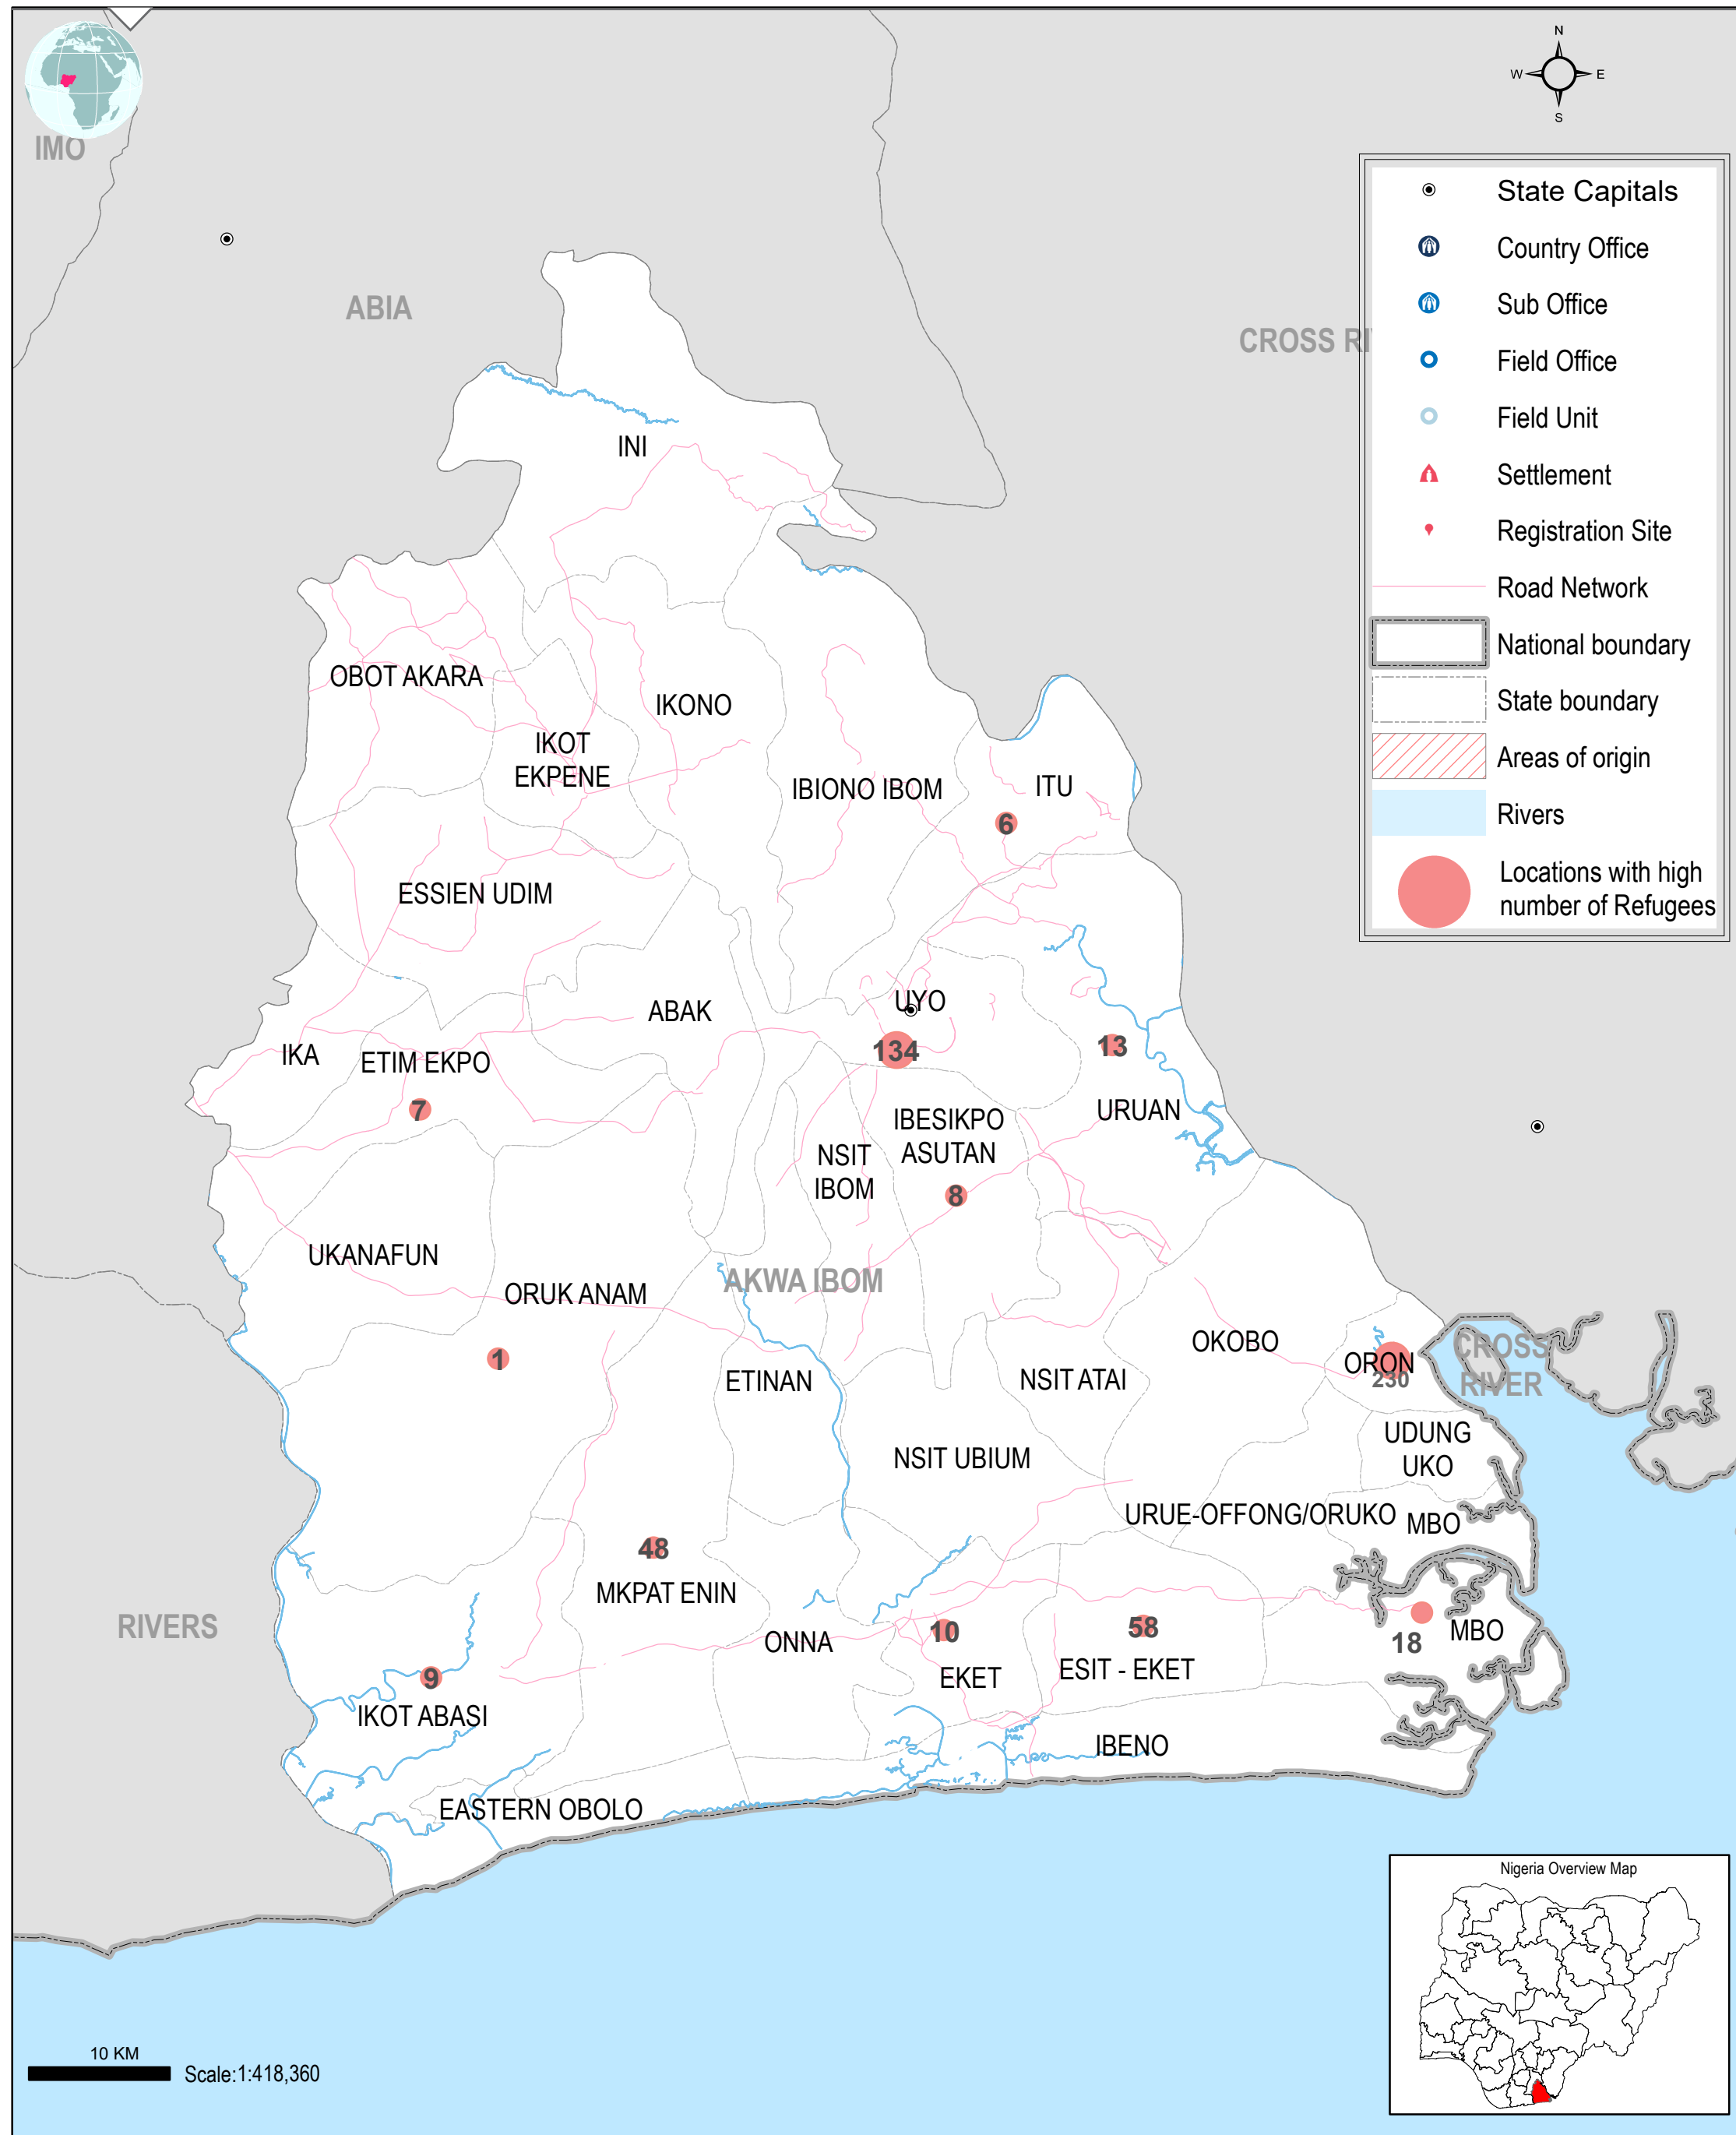 N
W
E
S
IMO
ABIA
CROSS RI
State Capitals
Country Office
Sub Office
Field Office
Field Unit
Settlement
Registration Site
Road Network
National boundary
State boundary
Areas of origin
Rivers
Locations with high
number of Refugees
INI
OBOT AKARA
IKONO
IKOT
EKPENE
IBIONO IBOM
ITU
6
ESSIEN UDIM
UYO
ABAK
134
13
IKA
ETIM EKPO
7
URUAN
IBESIKPO
ASUTAN
NSIT
IBOM
8
UKANAFUN
ORUK ANAM
AKWA IBOM
1
OKOBO
ORON
230
CROSS
RIVER
ETINAN
NSIT ATAI
UDUNG
UKO
NSIT UBIUM
URUE-OFFONG/ORUKO
MBO
48
MKPAT ENIN
RIVERS
ONNA
10
58
18
MBO
EKET
ESIT - EKET
9
IKOT ABASI
IBENO
EASTERN OBOLO
Nigeria Overview Map
10 KM
Scale:1:418,360